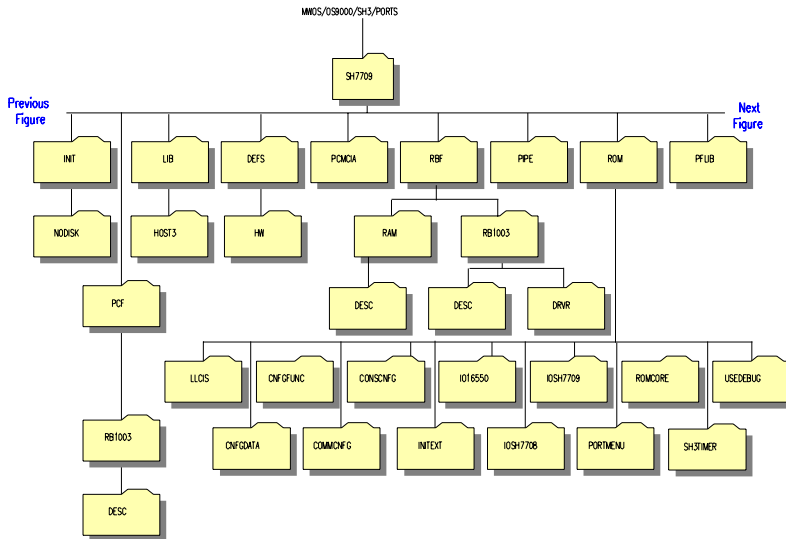 MWOS/OS9000/SH3/PORTS
SH7709
Previous
Figure
Next
Figure
INIT
LIB
DEFS
PCMCIA
RBF
PIPE
ROM
PFLIB
NODISK
HOST3
HW
RAM
RB1003
PCF
DESC
DESC
DRVR
LLCIS
CNFGFUNC
CONSCNFG
IO16550
IOSH7709
ROMCORE
USEDEBUG
RB1003
CNFGDATA
COMMCNFG
INITEXT
IOSH7708
PORTMENU
SH3TIMER
DESC